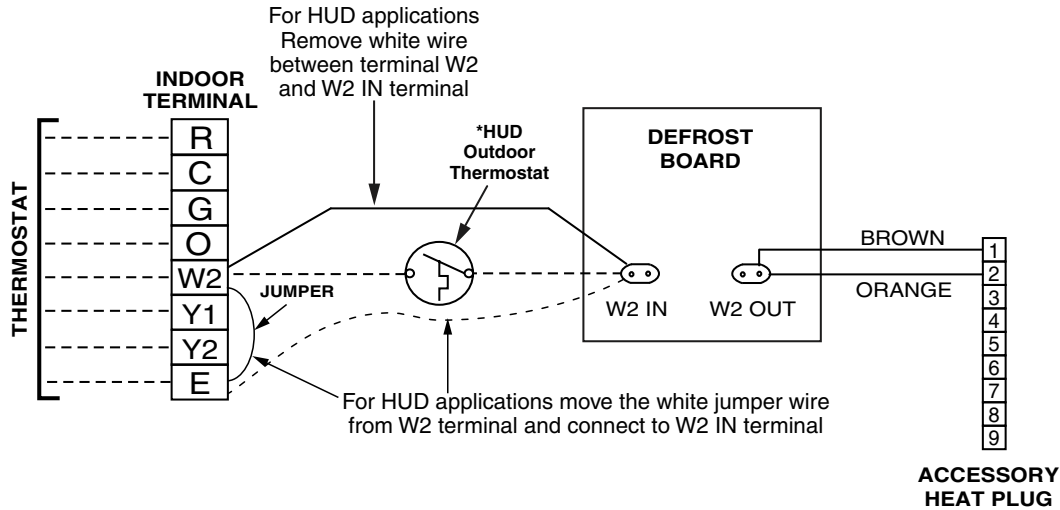 For HUD applications
Remove white wire
between terminal W2
and W2 IN terminal
INDOOR
TERMINAL
THERMOSTAT
R
C
G
O
W2
Y1
Y2
E
JUMPER
*HUD
Outdoor
Thermostat
DEFROST
BOARD
W2 IN
W2 OUT
BROWN
ORANGE
1
2
3
4
5
6
7
8
9
For HUD applications move the white jumper wire
from W2 terminal and connect to W2 IN terminal
ACCESSORY
HEAT PLUG